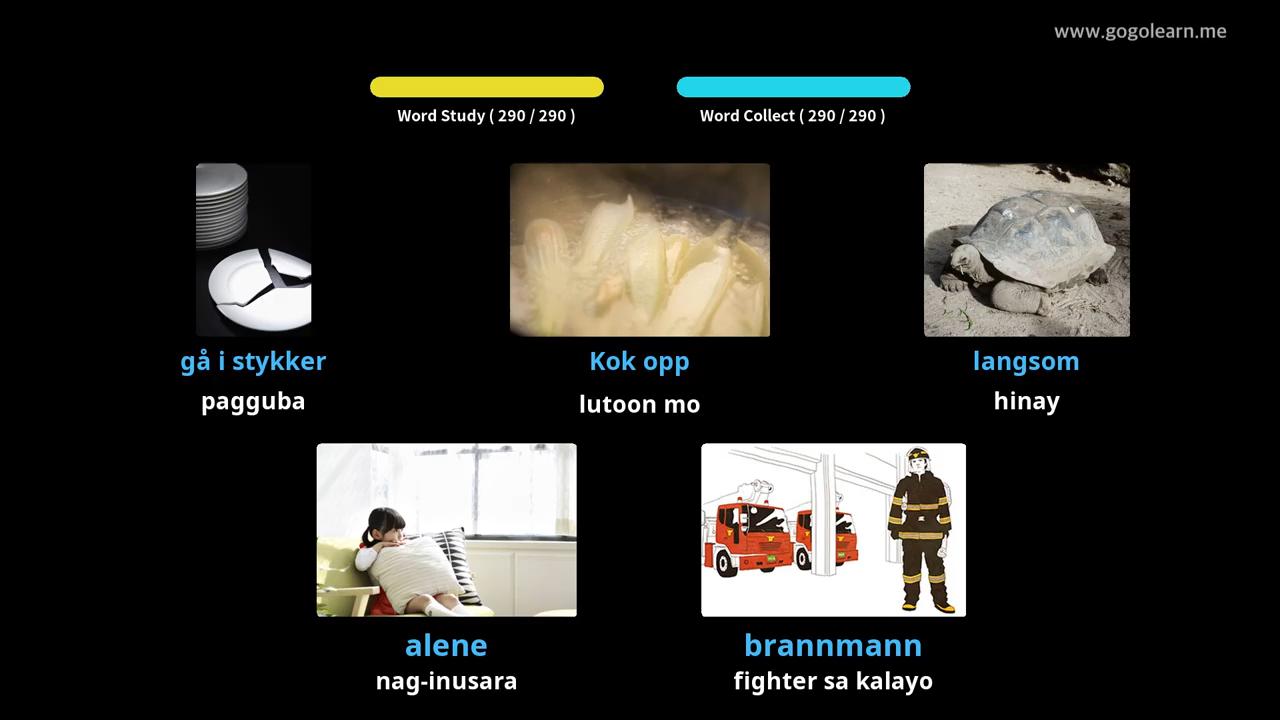 www.gogolearn.me
Word Study ( 290 / 290 )
Word Collect ( 290 / 290 )
gå i stykker
pagguba
Kok opp
lutoon mo
langsom
hinay
alene
nag-inusara
brannmann
fighter sa kalayo